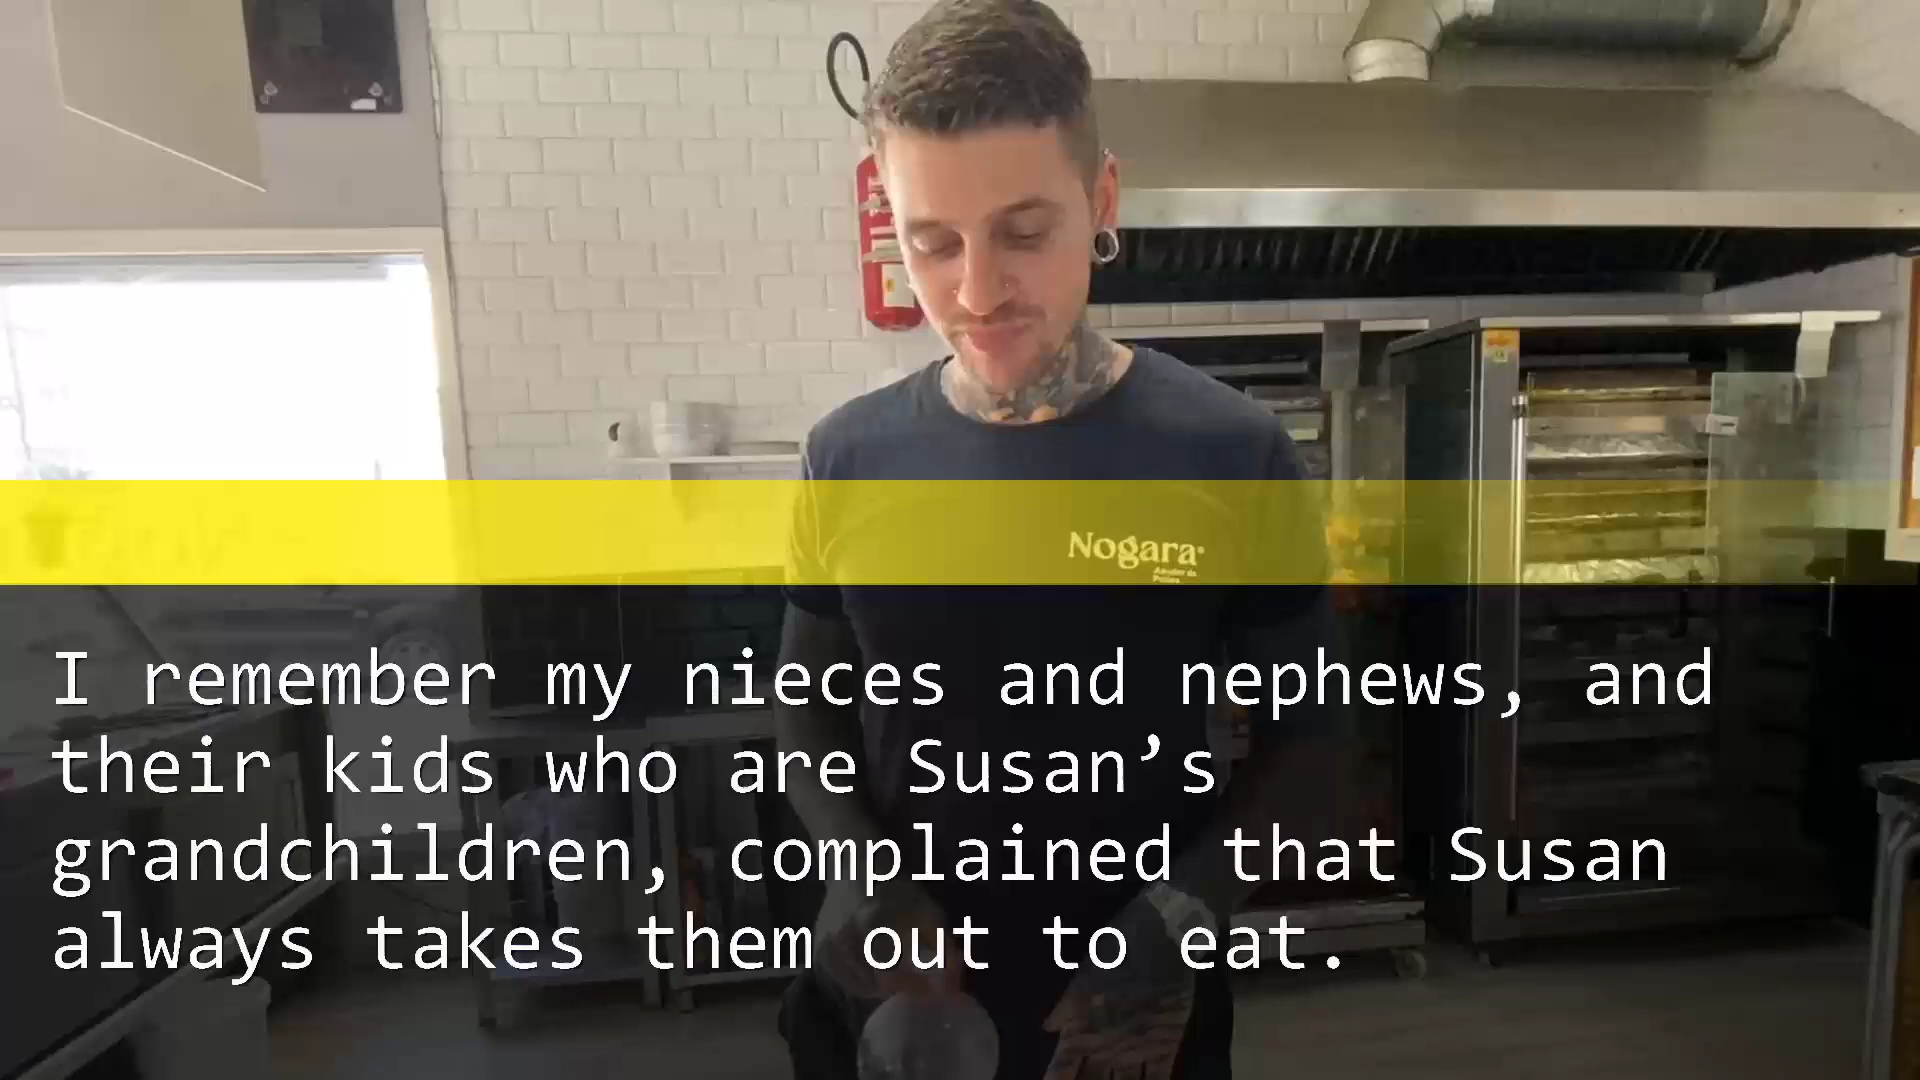 Nogara
I remember my nieces and nephews, and
their kids who are Susan’s
grandchildren, complained that Susan
always takes them out to eat.